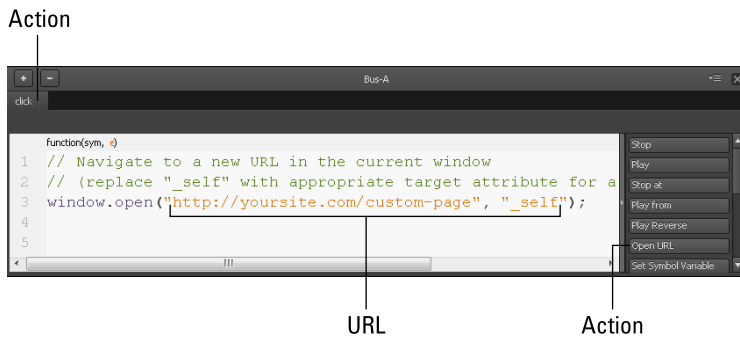 Action
+ - Bus-A
click
function(sym, e)
1 // Navigate to a new URL in the current window
2 // (replace "_self" with appropriate target attribute for a
3 window.open("http://yoursite.com/custom-page", "_self");
4
5
Stop
Play
Stop at
Play from
Play Reverse
Open URL
Set Symbol Variable
URL
Action